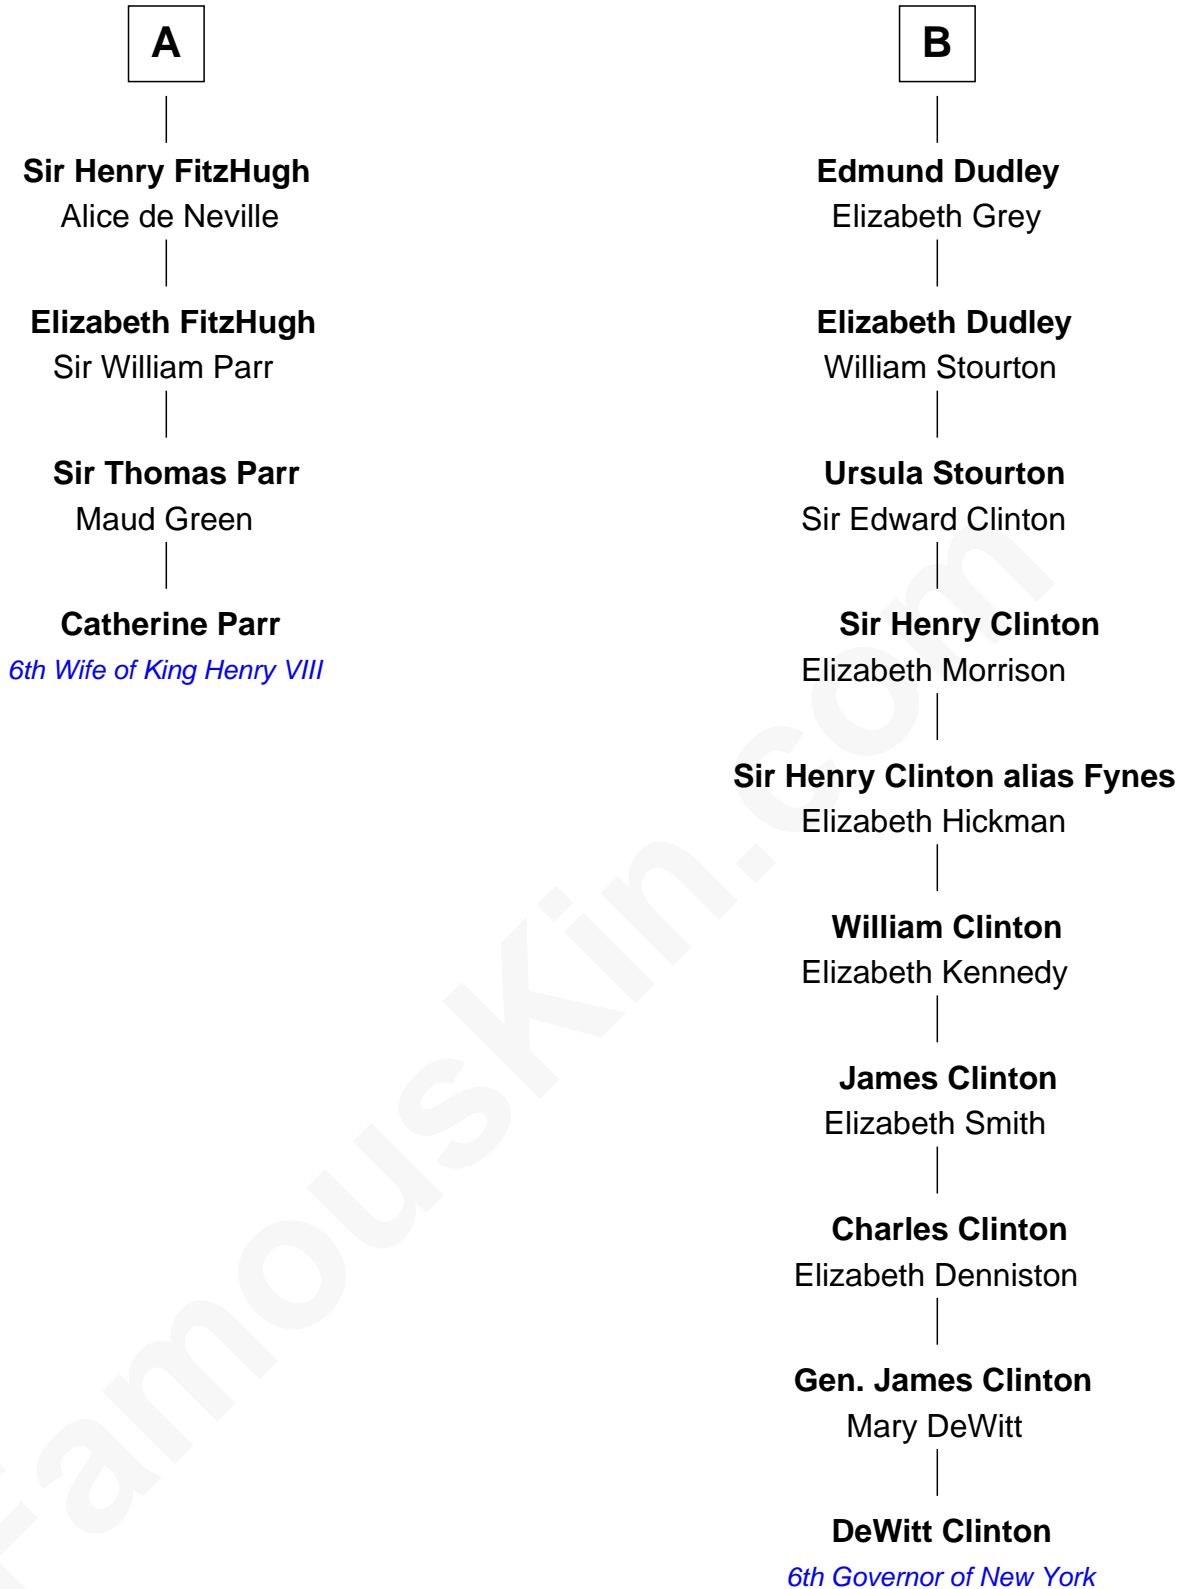 A
Sir Henry FitzHugh
Alice de Neville
Elizabeth FitzHugh
Sir William Parr
Sir Thomas Parr
Maud Green
Catherine Parr
6th Wife of King Henry VIII
B
Edmund Dudley
Elizabeth Grey
Elizabeth Dudley
William Stourton
Ursula Stourton
Sir Edward Clinton
Sir Henry Clinton
Elizabeth Morrison
Sir Henry Clinton alias Fynes
Elizabeth Hickman
William Clinton
Elizabeth Kennedy
James Clinton
Elizabeth Smith
Charles Clinton
Elizabeth Denniston
Gen. James Clinton
Mary DeWitt
DeWitt Clinton
6th Governor of New York
FamousKin.com